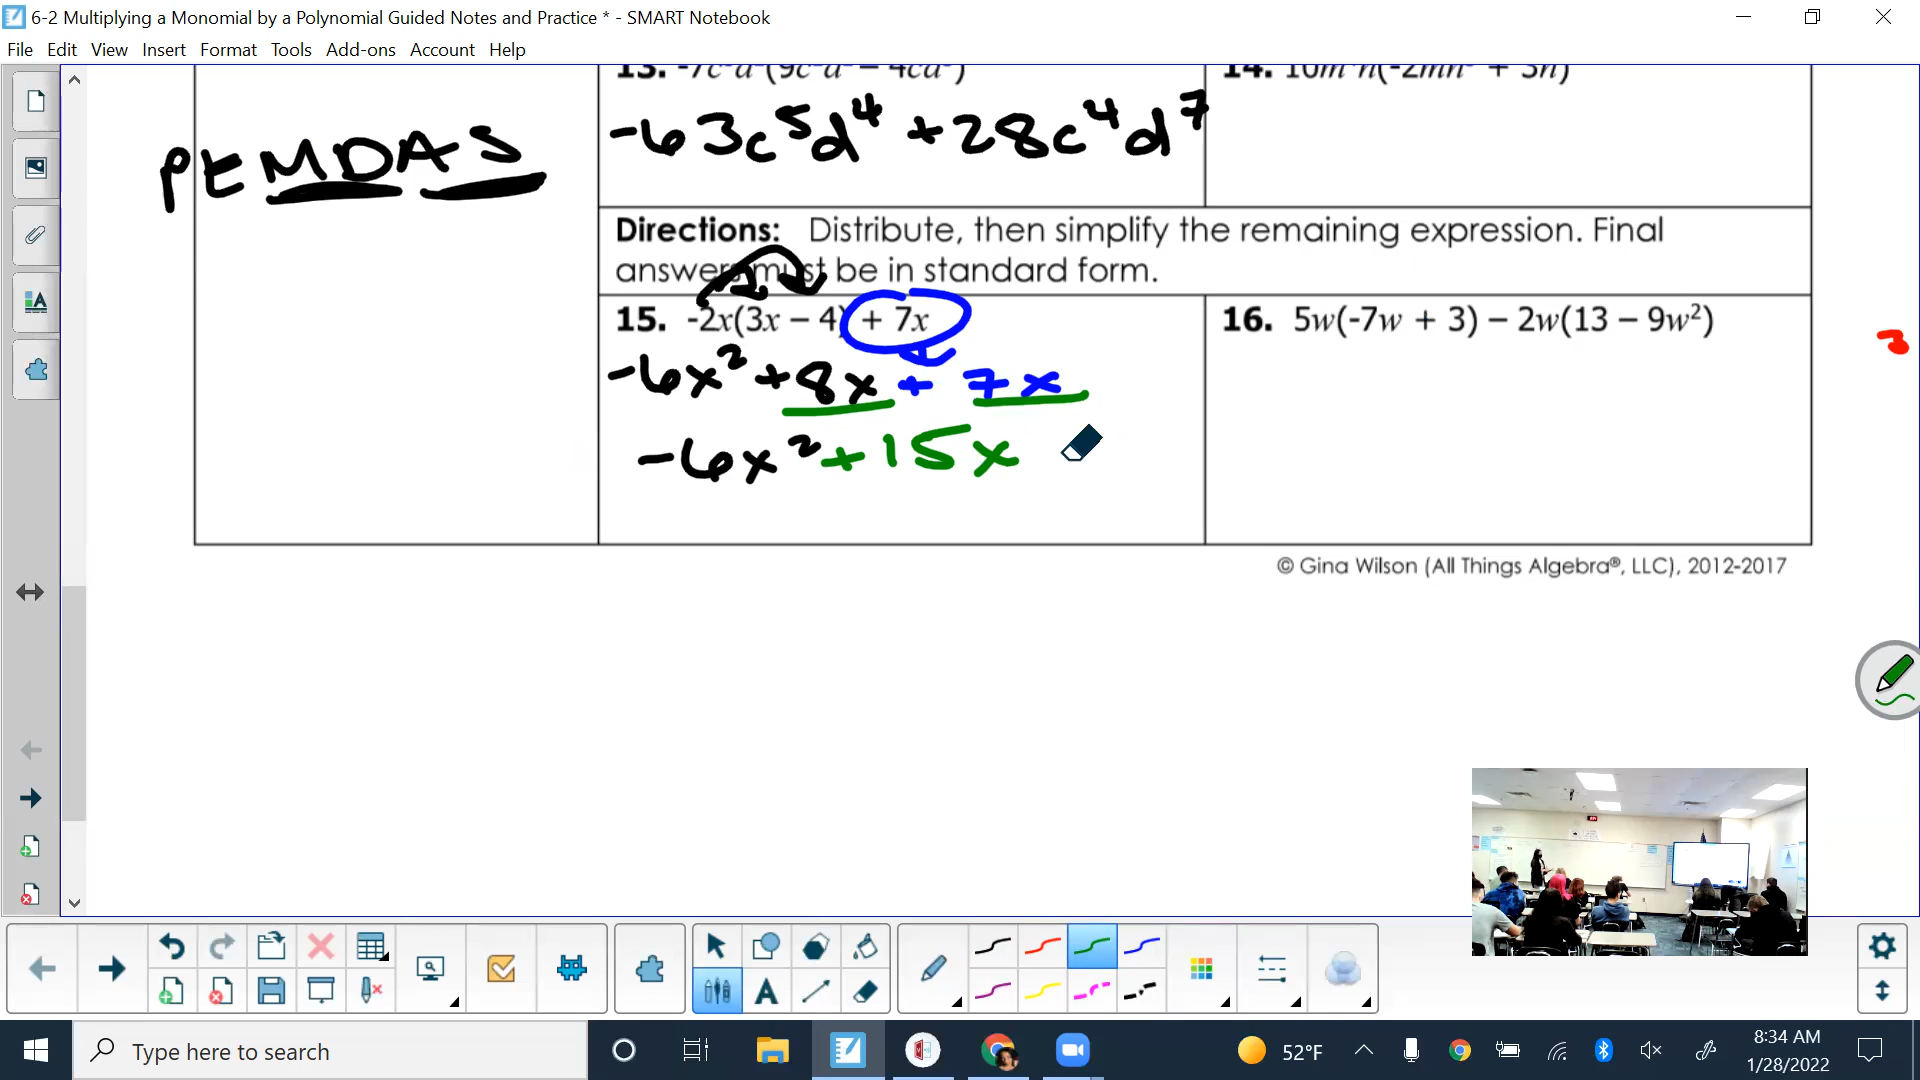 6-2 Multiplying a Monomial by a Polynomial Guided Notes and Practice * - SMART Notebook
File Edit View Insert Format Tools Add-ons Account Help
13.
14.
-63c⁵d⁴ +28c⁴d⁷
PEMDAS
Directions: Distribute, then simplify the remaining expression. Final
answers must be in standard form.
15. -2x(3x – 4) + 7x
16. 5w(-7w + 3) – 2w(13 – 9w²)
-6x² +8x + 7x
-6x² +15x
© Gina Wilson (All Things Algebra®, LLC), 2012-2017
Type here to search
52°F
8:34 AM
1/28/2022